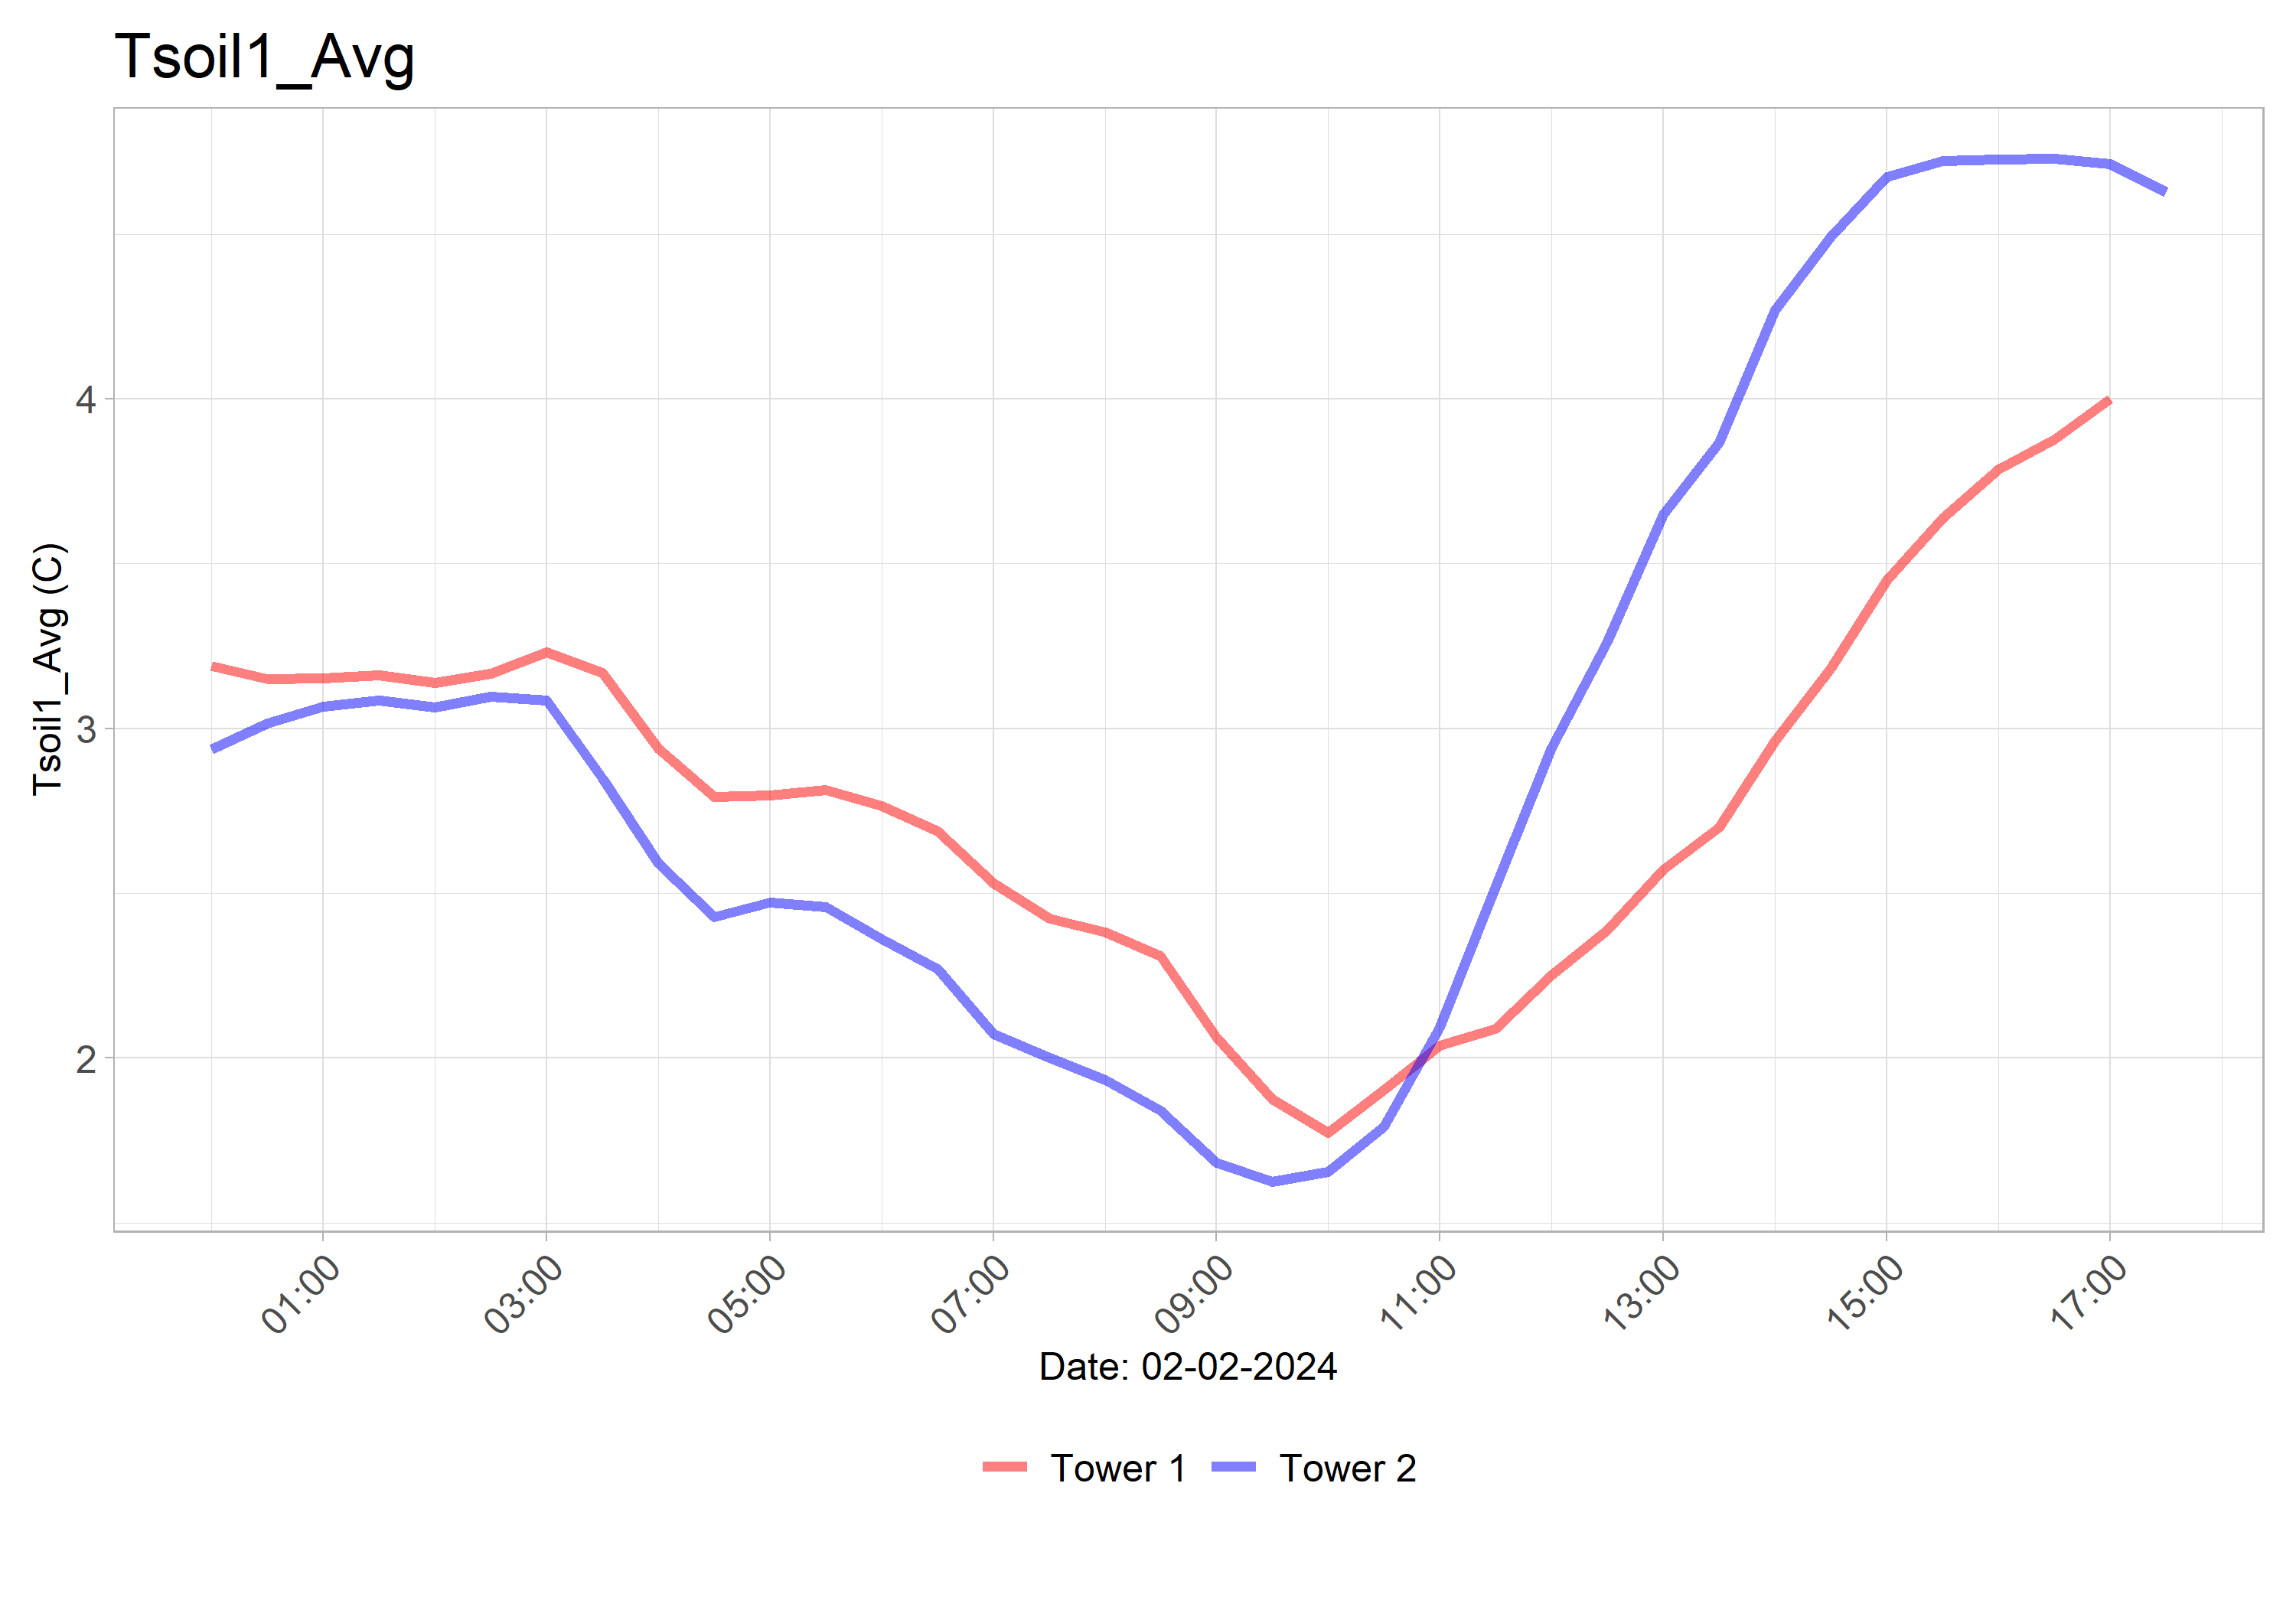 Tsoil1_Avg
Tsoil1_Avg (C)
4
3
2
01:00 03:00 05:00 07:00 09:00 11:00 13:00 15:00 17:00
Date: 02-02-2024
Tower 1 Tower 2